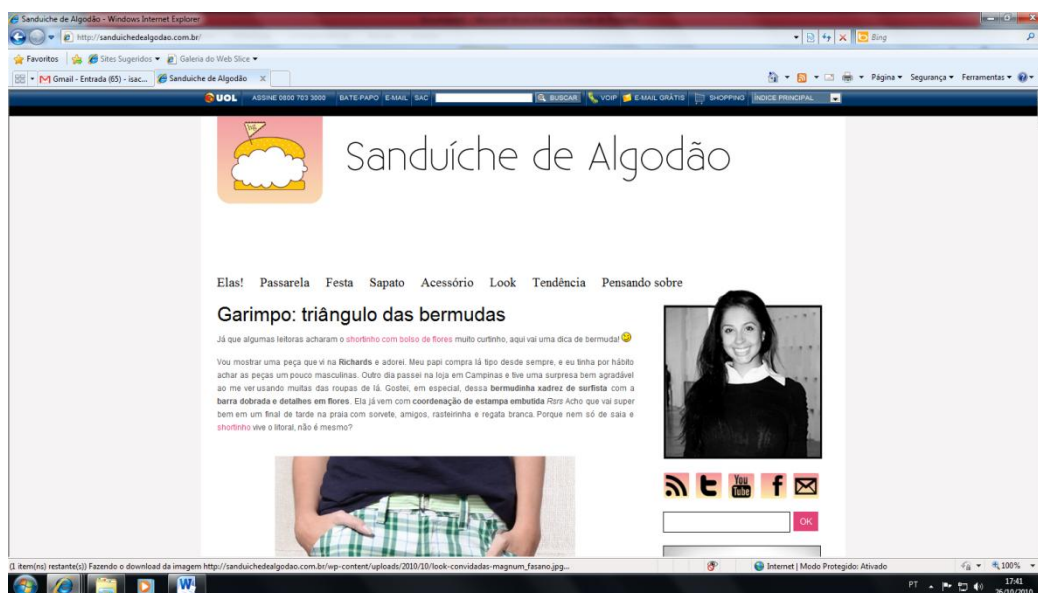 Sanduiche de Algodão - Windows Internet Explorer
http://sanduichedealgodao.com.br/
Bing
Favoritos
Sites Sugeridos
Galeria do Web Slice
Gmail - Entrada (65) - isac...
Sanduiche de Algodão
X
Página
Segurança
Ferramentas
UOL
ASSINE 0800 703 3000
BATE-PAPO
E-MAIL
SAC
BUSCAR
VOIP
E-MAIL GRÁTIS
SHOPPING
ÍNDICE PRINCIPAL
Sanduíche de Algodão
Elas! Passarela Festa Sapato Acessório Look Tendência Pensando sobre
Garimpo: triângulo das bermudas
Já que algumas leitoras acharam o shortinho com bolso de flores muito curtinho, aqui vai uma dica de bermuda!
Vou mostrar uma peça que vi na Richards e adorei. Meu papi compra lá tipo desde sempre, e eu tinha por hábito
achar as peças um pouco masculinas. Outro dia passei na loja em Campinas e tive uma surpresa bem agradável
ao me ver usando muitas das roupas de lá. Gostei, em especial, dessa bermudinha xadrez de surfista com a
barra dobrada e detalhes em flores. Ela já vem com coordenação de estampa embutida Rsrs Acho que vai super
bem em um final de tarde na praia com sorvete, amigos, rasteirinha e regata branca. Porque nem só de saia e
shortinho vive o litoral, não é mesmo?
You
Tube
OK
(1 item(ns) restante(s)) Fazendo o download da imagem http://sanduichedealgodao.com.br/wp-content/uploads/2010/10/look-convidadas-magnum_fasano.jpg...
Internet | Modo Protegido: Ativado
100%
PT
17:41
26/10/2010